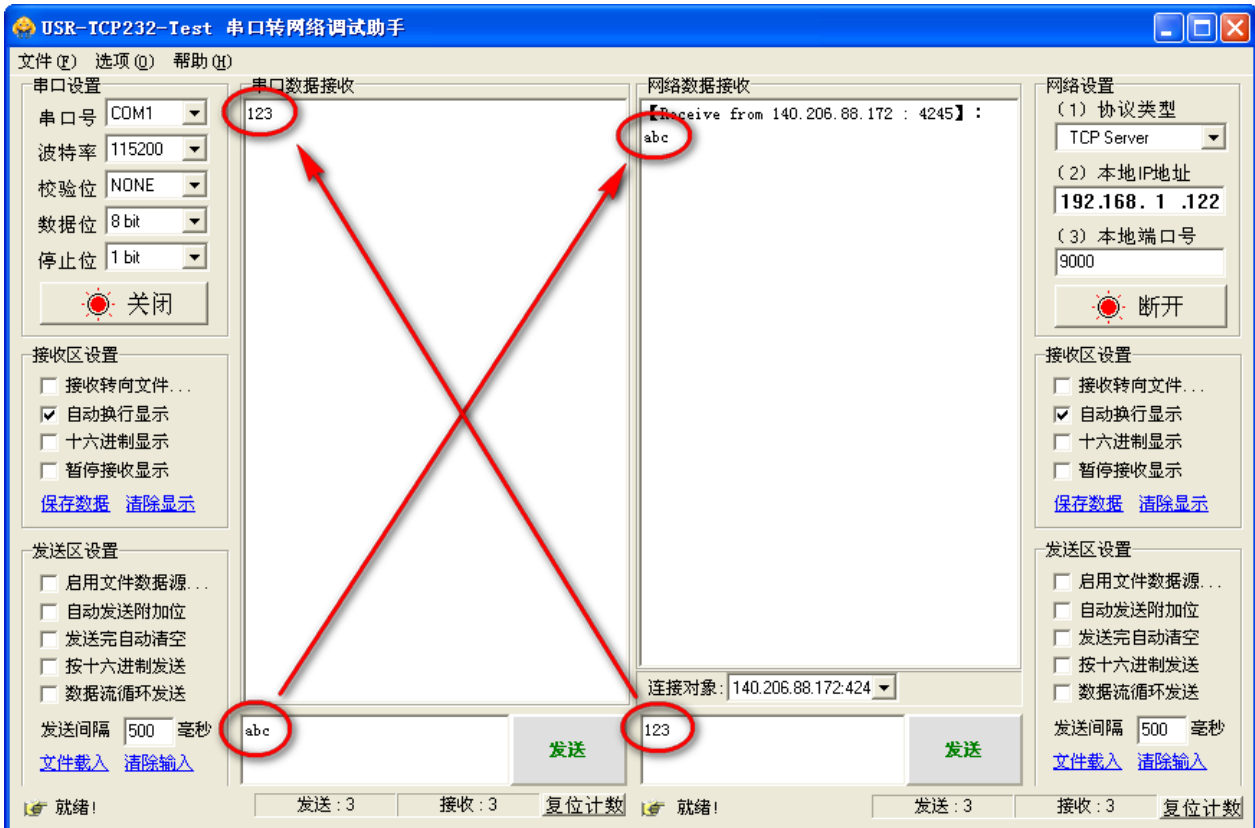 USR-TCP232-Test 串口转网络调试助手
文件(F) 选项(O) 帮助(H)
串口设置
串口号 COM1
波特率 115200
校验位 NONE
数据位 8 bit
停止位 1 bit
关闭
接收区设置
接收转向文件...
自动换行显示
十六进制显示
暂停接收显示
保存数据 清除显示
发送区设置
启用文件数据源...
自动发送附加位
发送完自动清空
按十六进制发送
数据流循环发送
发送间隔 500 毫秒
文件载入 清除输入
就绪!
串口数据接收
123
abc
发送
发送 : 3 接收 : 3 复位计数
网络数据接收
【Receive from 140.206.88.172 : 4245】:
abc
连接对象: 140.206.88.172:424
123
发送
就绪!
发送 : 3 接收 : 3 复位计数
网络设置
(1) 协议类型
TCP Server
(2) 本地IP地址
192.168. 1 .122
(3) 本地端口号
9000
断开
接收区设置
接收转向文件...
自动换行显示
十六进制显示
暂停接收显示
保存数据 清除显示
发送区设置
启用文件数据源...
自动发送附加位
发送完自动清空
按十六进制发送
数据流循环发送
发送间隔 500 毫秒
文件载入 清除输入